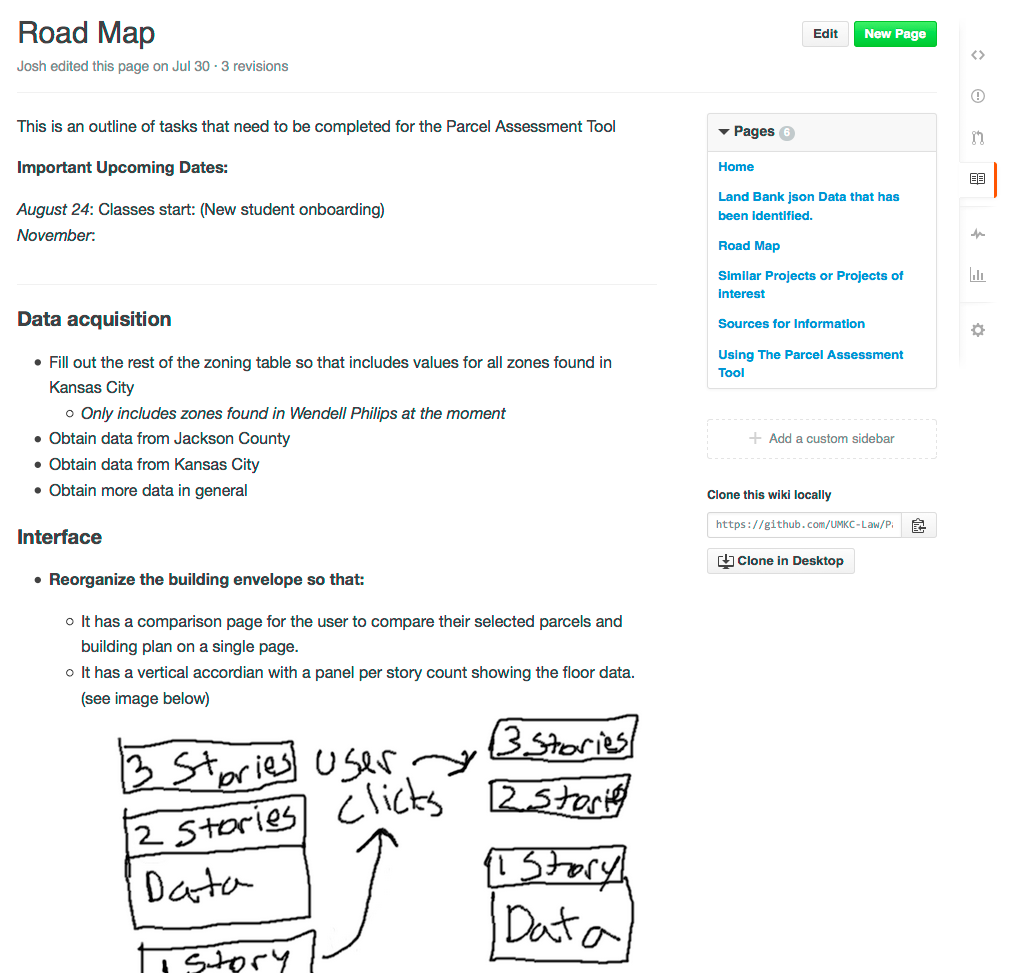 Road Map
Edit
New Page
Josh edited this page on Jul 30 · 3 revisions
This is an outline of tasks that need to be completed for the Parcel Assessment Tool
Important Upcoming Dates:
August 24: Classes start: (New student onboarding)
November:
Data acquisition
• Fill out the rest of the zoning table so that includes values for all zones found in
Kansas City
◦ Only includes zones found in Wendell Philips at the moment
• Obtain data from Jackson County
• Obtain data from Kansas City
• Obtain more data in general
Interface
• Reorganize the building envelope so that:
◦ It has a comparison page for the user to compare their selected parcels and
building plan on a single page.
◦ It has a vertical accordian with a panel per story count showing the floor data.
(see image below)
3 Stories
2 Stories
Data
1 Story
User
clicks
3 Stories
2 Stories
1 Story
Data
Pages 6
Home
Land Bank json Data that has
been identified.
Road Map
Similar Projects or Projects of
interest
Sources for Information
Using The Parcel Assessment
Tool
+ Add a custom sidebar
Clone this wiki locally
https://github.com/UMKC-Law/P
Clone in Desktop